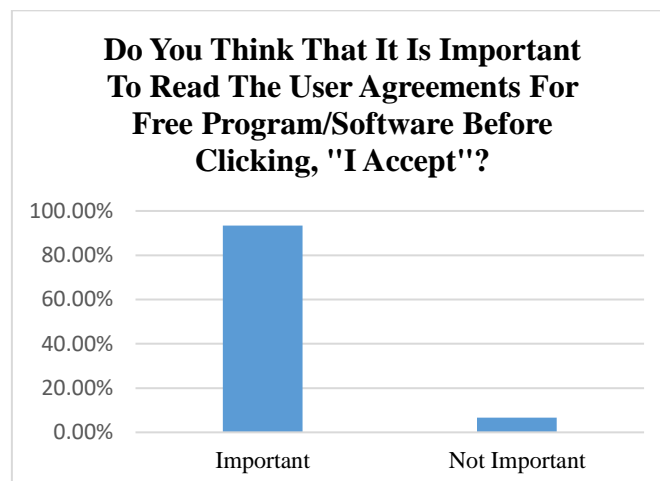 Do You Think That It Is Important
To Read The User Agreements For
Free Program/Software Before
Clicking, "I Accept"?
100.00%
80.00%
60.00%
40.00%
20.00%
0.00%
Important Not Important